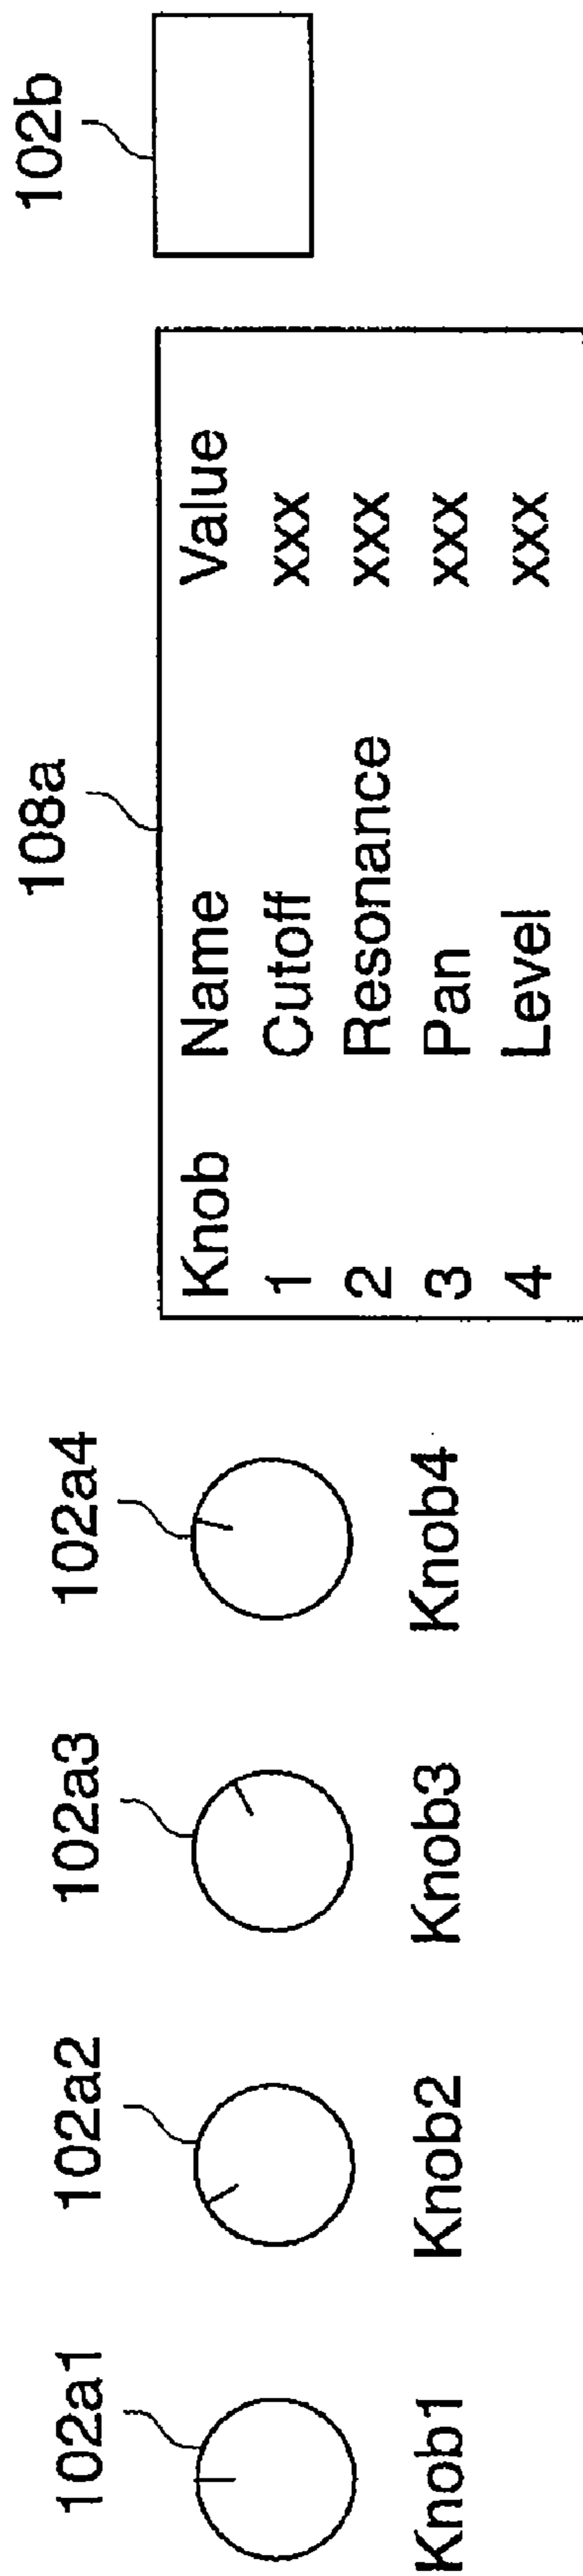 102a1
102a2
102a3
102a4
108a
102b
Knob Name Value
1 Cutoff xxx
2 Resonance xxx
3 Pan xxx
4 Level xxx
Knob1
Knob2
Knob3
Knob4